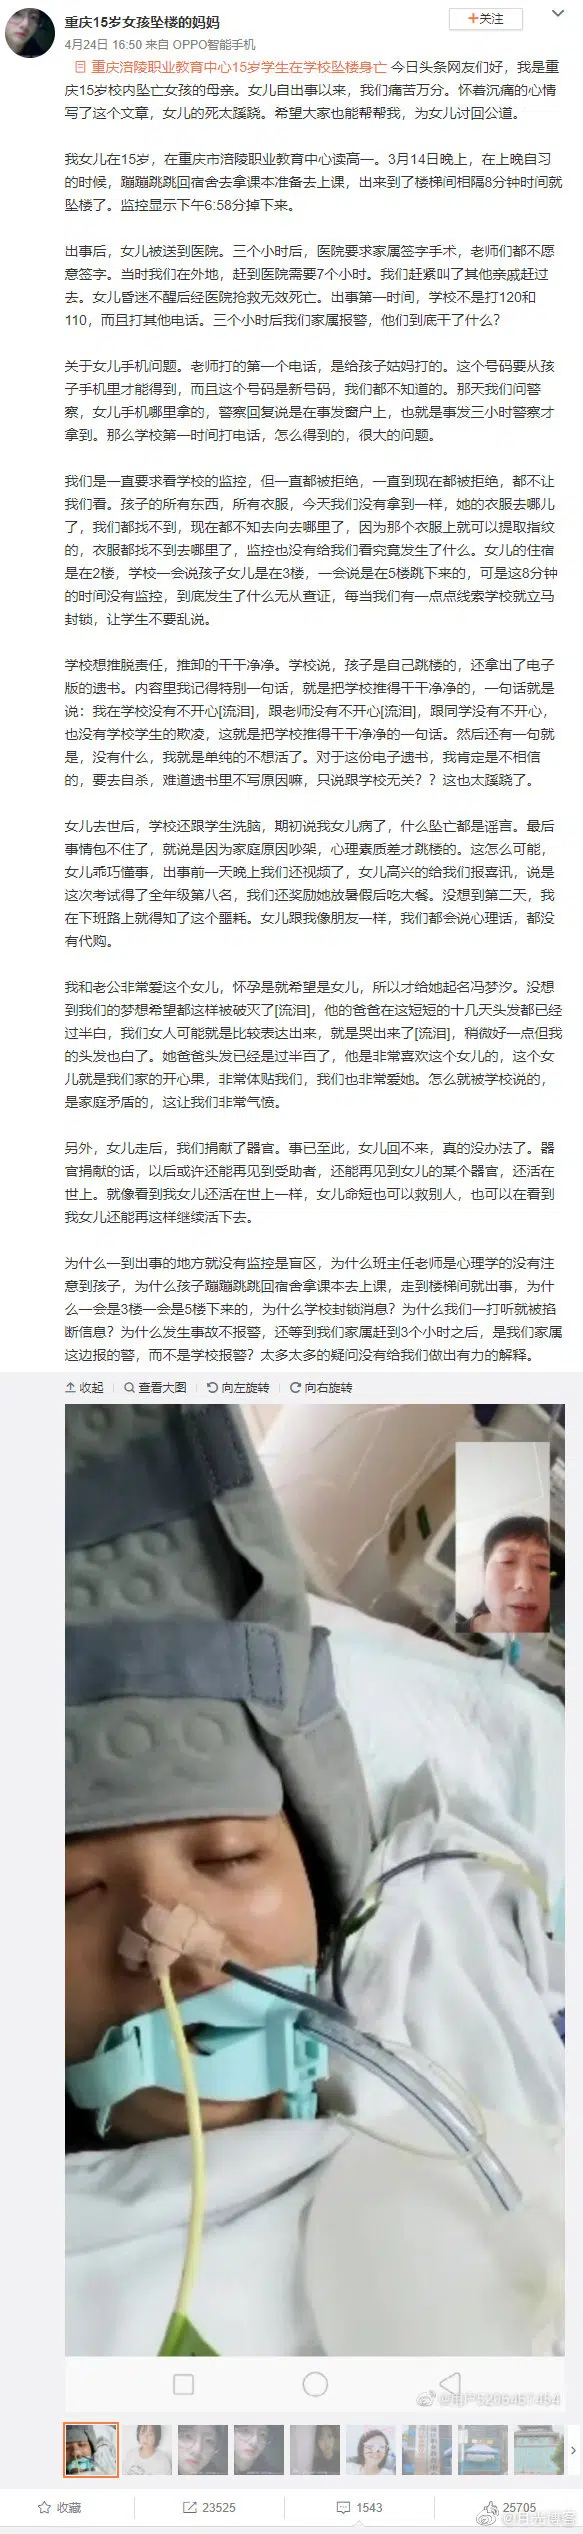 重庆15岁女孩坠楼的妈妈
+关注
4月24日 16:50 来自 OPPO智能手机
重庆涪陵职业教育中心15岁学生在学校坠楼身亡 今日头条网友们好，我是重
庆15岁校内坠亡女孩的母亲。女儿自出事以来，我们痛苦万分。怀着沉痛的心情
写了这个文章，女儿的死太蹊跷。希望大家也能帮帮我，为女儿讨回公道。
我女儿在15岁，在重庆市涪陵职业教育中心读高一。3月14日晚上，在上晚自习
的时候，蹦蹦跳跳回宿舍去拿课本准备去上课，出来到了楼梯间相隔8分钟时间就
坠楼了。监控显示下午6:58分掉下来。
出事后，女儿被送到医院。三个小时后，医院要求家属签字手术，老师们都不愿
意签字。当时我们在外地，赶到医院需要7个小时。我们赶紧叫了其他亲戚赶过
去。女儿昏迷不醒后经医院抢救无效死亡。出事第一时间，学校不是打120和
110，而且打其他电话。三个小时后我们家属报警，他们到底干了什么？
关于女儿手机问题。老师打的第一个电话，是给孩子姑妈打的。这个号码要从孩
子手机里才能得到，而且这个号码是新号码，我们都不知道的。那天我们问警
察，女儿手机哪里拿的，警察回复说是在事发窗户上，也就是事发三小时警察才
拿到。那么学校第一时间打电话，怎么得到的，很大的问题。
我们是一直要求看学校的监控，但一直都被拒绝，一直到现在都被拒绝，都不让
我们看。孩子的所有东西，所有衣服，今天我们没有拿到一样，她的衣服去哪儿
了，我们都找不到，现在都不知去向去哪里了，因为那个衣服上就可以提取指纹
的，衣服都找不到去哪里了，监控也没有给我们看究竟发生了什么。女儿的住宿
是在2楼，学校一会说孩子女儿是在3楼，一会说是在5楼跳下来的，可是这8分钟
的时间没有监控，到底发生了什么无从查证，每当我们有一点点线索学校就立马
封锁，让学生不要乱说。
学校想推脱责任，推卸的干干净净。学校说，孩子是自己跳楼的，还拿出了电子
版的遗书。内容里我记得特别一句话，就是把学校推得干干净净的，一句话就是
说：我在学校没有不开心[流泪]，跟老师没有不开心[流泪]，跟同学没有不开心，
也没有学校学生的欺凌，这就是把学校推得干干净净的一句话。然后还有一句就
是，没有什么，我就是单纯的不想活了。对于这份电子遗书，我肯定是不相信
的，要去自杀，难道遗书里不写原因嘛，只说跟学校无关？？这也太蹊跷了。
女儿去世后，学校还跟学生洗脑，期初说我女儿病了，什么坠亡都是谣言。最后
事情包不住了，就说是因为家庭原因吵架，心理素质差才跳楼的。这怎么可能，
女儿乖巧懂事，出事前一天晚上我们还视频了，女儿高兴的给我们报喜讯，说是
这次考试得了全年级第八名，我们还奖励她放暑假后吃大餐。没想到第二天，我
在下班路上就得知了这个噩耗。女儿跟我像朋友一样，我们都会说心理话，都没
有代购。
我和老公非常爱这个女儿，怀孕是就希望是女儿，所以才给她起名冯梦汐。没想
到我们的梦想希望都这样被破灭了[流泪]，他的爸爸在这短短的十几天头发都已经
过半白，我们女人可能就是比较表达出来，就是哭出来了[流泪]，稍微好一点但我
的头发也白了。她爸爸头发已经是过半百了，他是非常喜欢这个女儿的，这个女
儿就是我们家的开心果，非常体贴我们，我们也非常爱她。怎么就被学校说的，
是家庭矛盾的，这让我们非常气愤。
另外，女儿走后，我们捐献了器官。事已至此，女儿回不来，真的没办法了。器
官捐献的话，以后或许还能再见到受助者，还能再见到女儿的某个器官，还活在
世上。就像看到我女儿还活在世上一样，女儿命短也可以救别人，也可以在看到
我女儿还能再这样继续活下去。
为什么一到出事的地方就没有监控是盲区，为什么班主任老师是心理学的没有注
意到孩子，为什么孩子蹦蹦跳跳回宿舍拿课本去上课，走到楼梯间就出事，为什
么一会是3楼一会是5楼下来的，为什么学校封锁消息？为什么我们一打听就被掐
断信息？为什么发生事故不报警，还等到我们家属赶到3个小时之后，是我们家属
这边报的警，而不是学校报警？太多太多的疑问没有给我们做出有力的解释。
收起 查看大图 向左旋转 向右旋转
@用户5206467464
收藏 23525 1543 25705
@月光博客